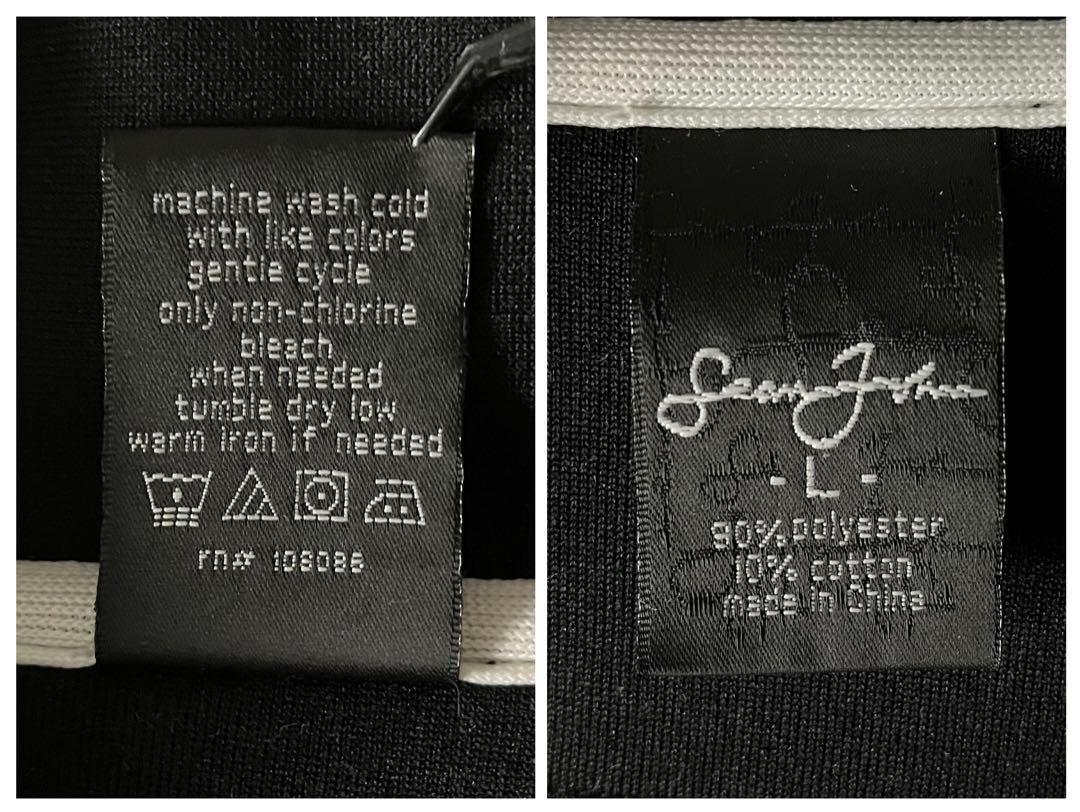 machine wash cold
with like colors
gentle cycle
only non-chlorine
bleach
when needed
tumble dry low
warm iron if needed
rn# 108086
Sean John
- L -
90% polyester
10% cotton
made in China